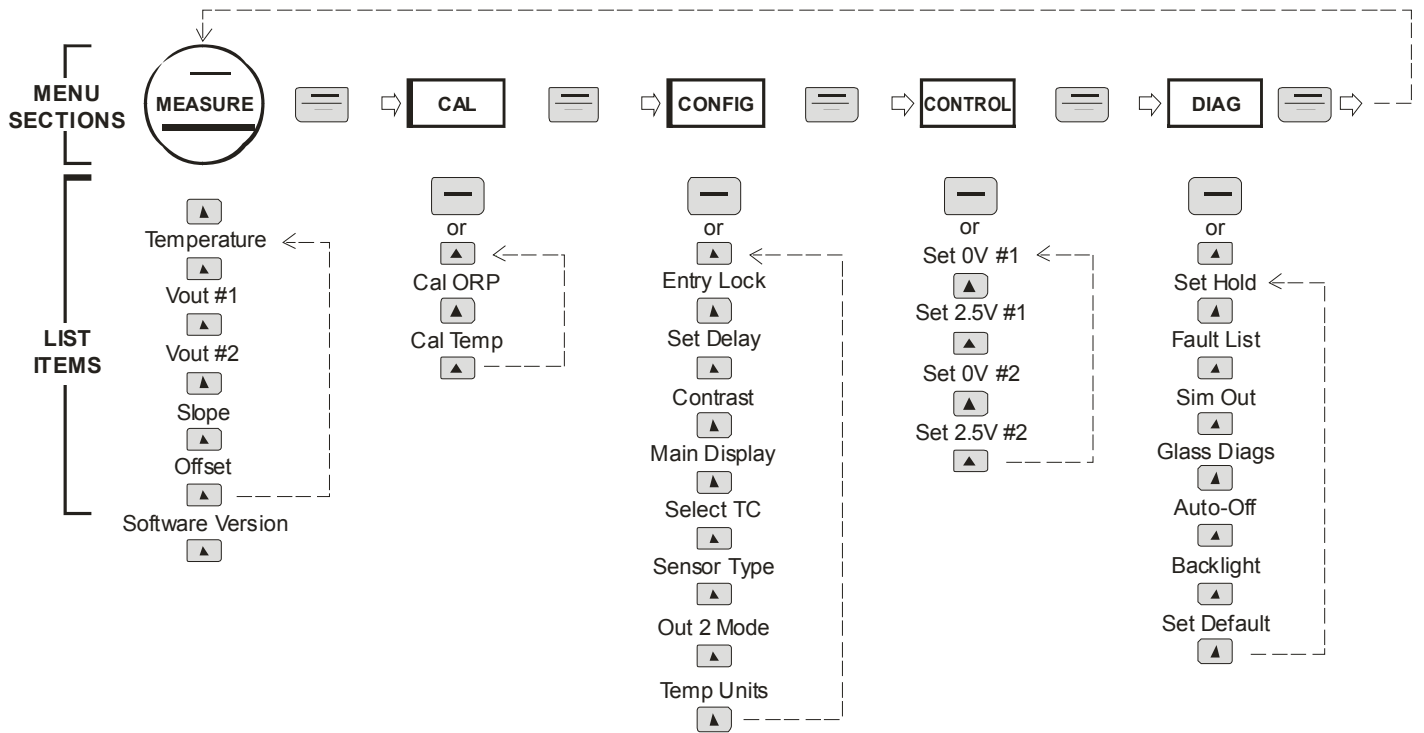 MENU
SECTIONS
MEASURE
CAL
CONFIG
CONTROL
DIAG
LIST
ITEMS
Temperature
Vout #1
Vout #2
Slope
Offset
Software Version
or
Cal ORP
Cal Temp
or
Entry Lock
Set Delay
Contrast
Main Display
Select TC
Sensor Type
Out 2 Mode
Temp Units
or
Set 0V #1
Set 2.5V #1
Set 0V #2
Set 2.5V #2
or
Set Hold
Fault List
Sim Out
Glass Diags
Auto-Off
Backlight
Set Default